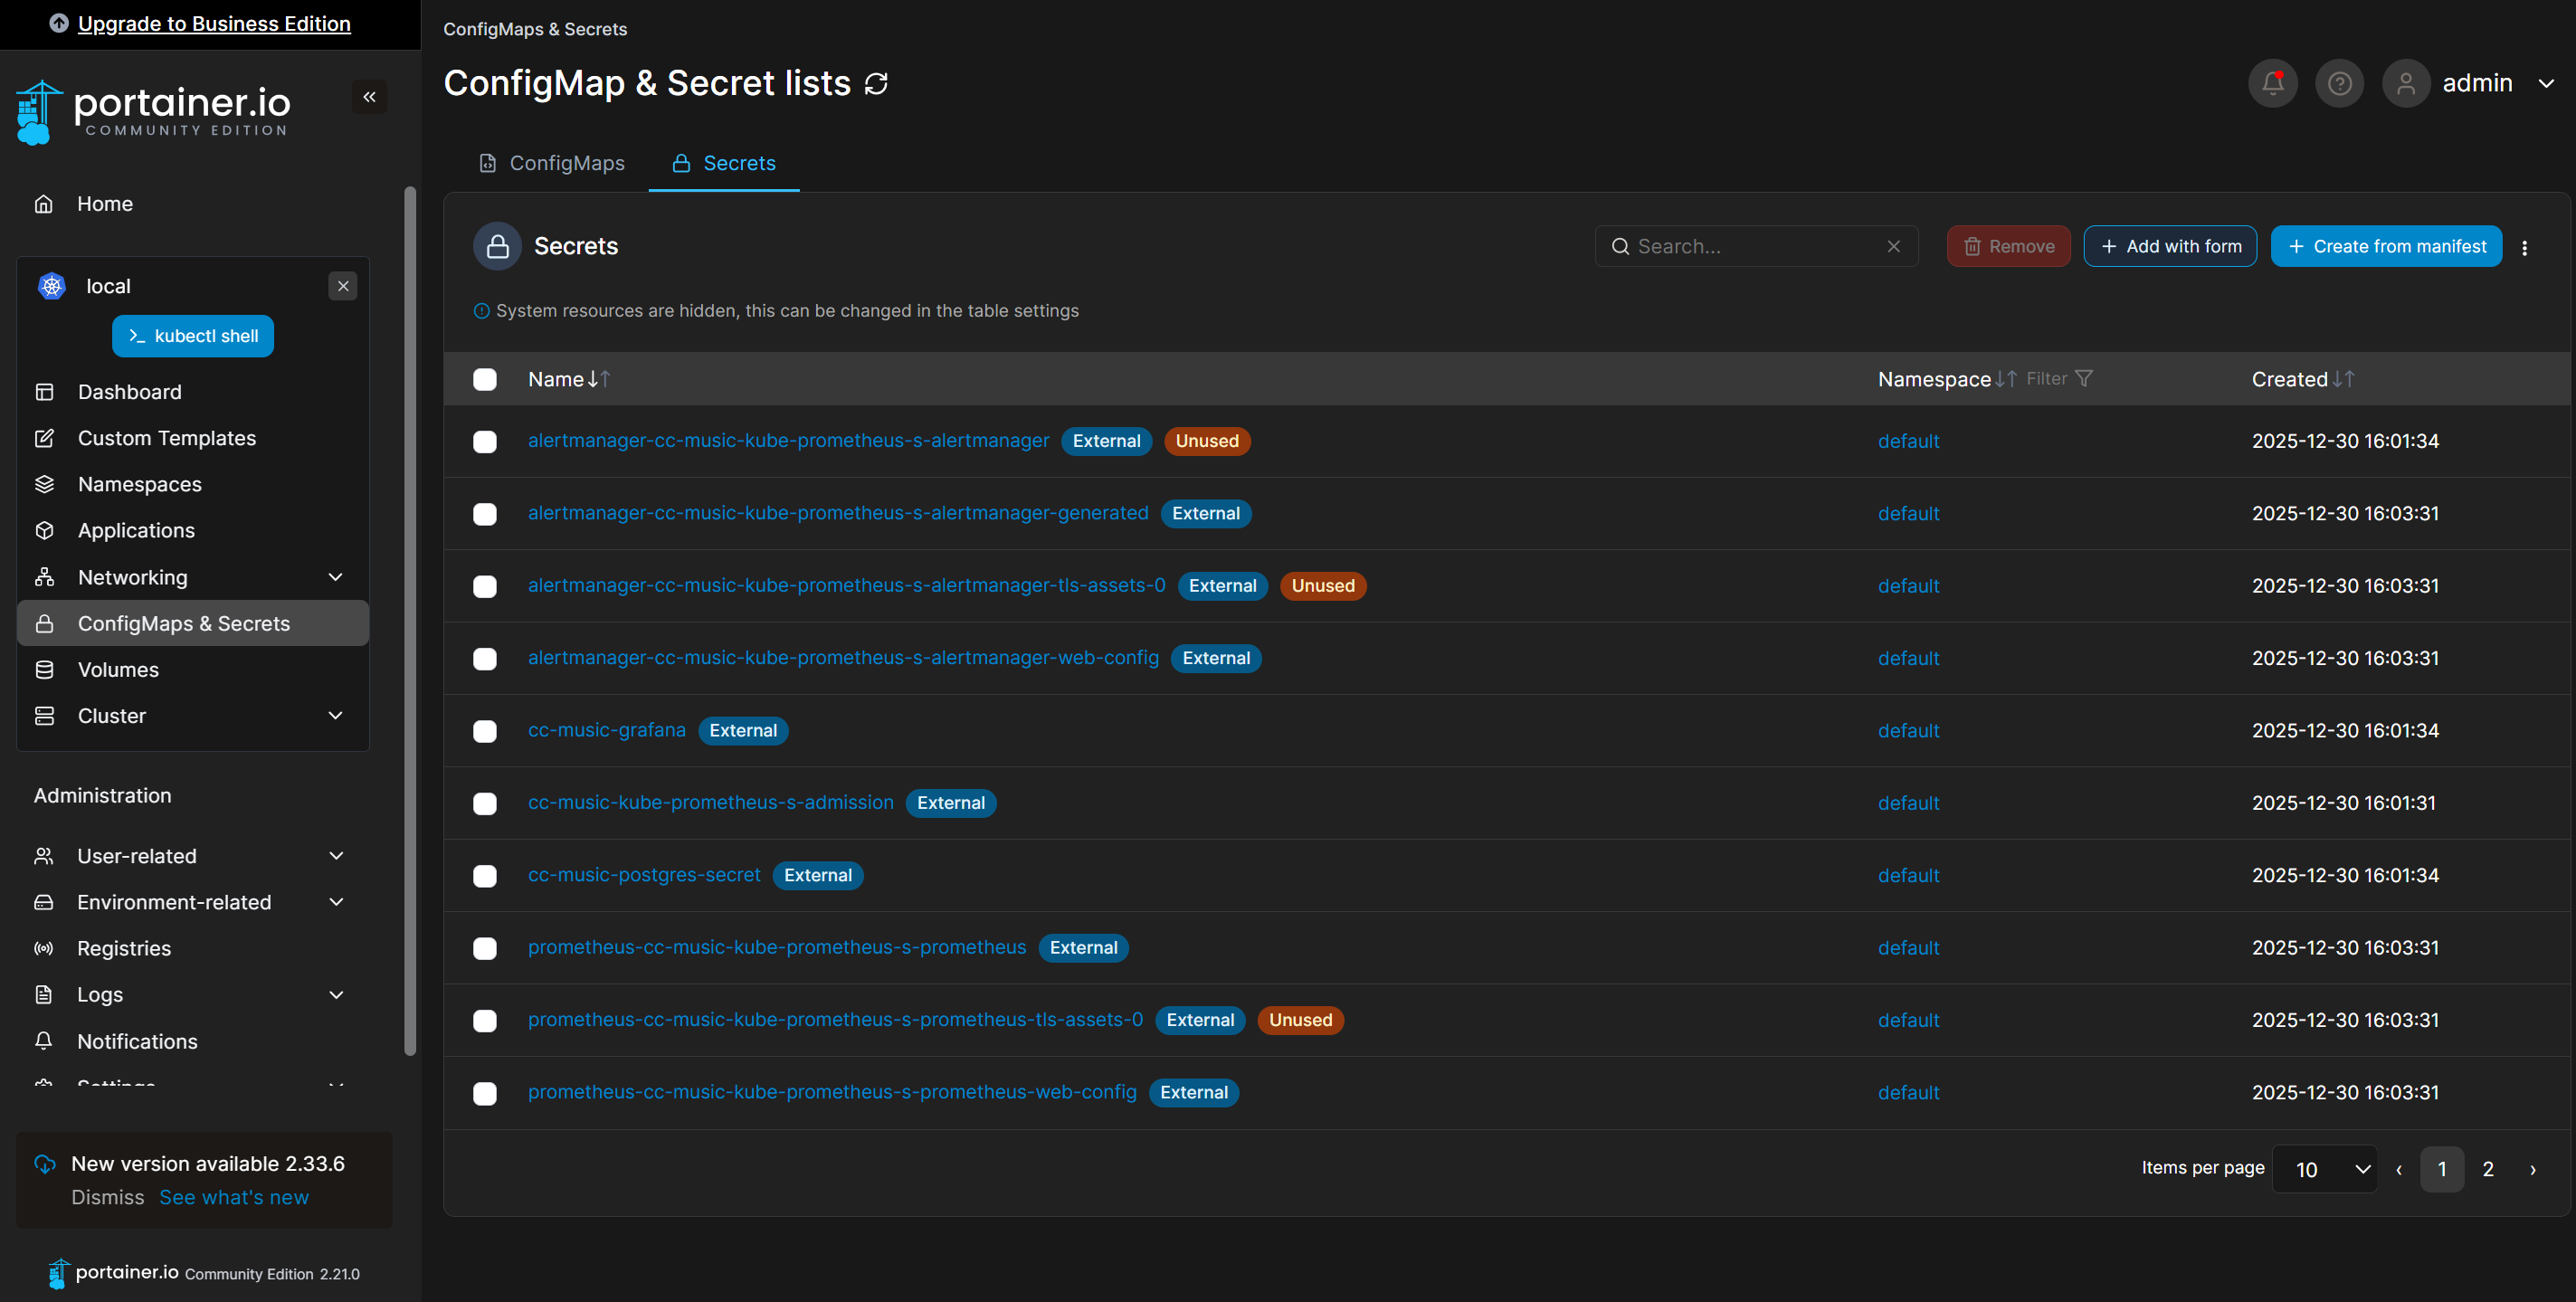 Upgrade to Business Edition
portainer.io
COMMUNITY EDITION
Home
local
kubectl shell
Dashboard
Custom Templates
Namespaces
Applications
Networking
ConfigMaps & Secrets
Volumes
Cluster
Administration
User-related
Environment-related
Registries
Logs
Notifications
Settings
New version available 2.33.6
Dismiss See what's new
portainer.io Community Edition 2.21.0
ConfigMaps & Secrets
ConfigMap & Secret lists
admin
ConfigMaps Secrets
Secrets
Search...
Remove
Add with form
Create from manifest
System resources are hidden, this can be changed in the table settings
Name Namespace Filter Created
alertmanager-cc-music-kube-prometheus-s-alertmanager External Unused default 2025-12-30 16:01:34
alertmanager-cc-music-kube-prometheus-s-alertmanager-generated External default 2025-12-30 16:03:31
alertmanager-cc-music-kube-prometheus-s-alertmanager-tls-assets-0 External Unused default 2025-12-30 16:03:31
alertmanager-cc-music-kube-prometheus-s-alertmanager-web-config External default 2025-12-30 16:03:31
cc-music-grafana External default 2025-12-30 16:01:34
cc-music-kube-prometheus-s-admission External default 2025-12-30 16:01:31
cc-music-postgres-secret External default 2025-12-30 16:01:34
prometheus-cc-music-kube-prometheus-s-prometheus External default 2025-12-30 16:03:31
prometheus-cc-music-kube-prometheus-s-prometheus-tls-assets-0 External Unused default 2025-12-30 16:03:31
prometheus-cc-music-kube-prometheus-s-prometheus-web-config External default 2025-12-30 16:03:31
Items per page 10 ‹ 1 2 ›